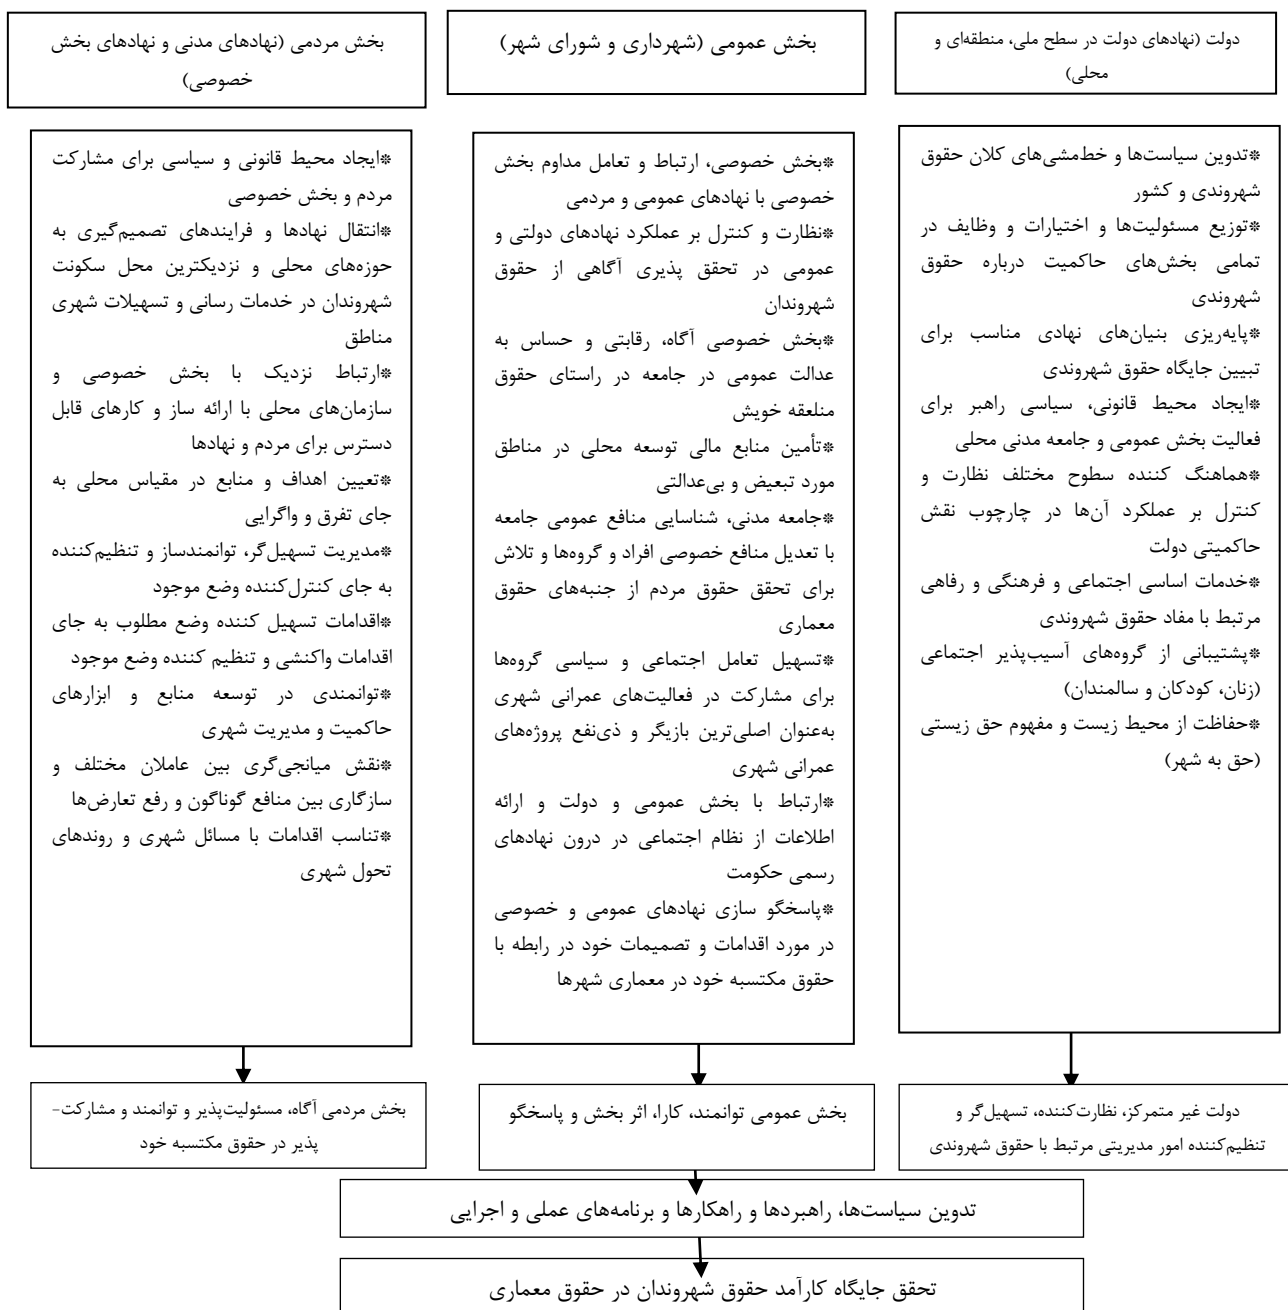 دولت (نهادهای دولت در سطح ملی، منطقه‌ای و
محلی)
بخش عمومی (شهرداری و شورای شهر)
بخش مردمی (نهادهای مدنی و نهادهای بخش
خصوصی)
*تدوین سیاست‌ها و خط‌مشی‌های کلان حقوق
شهروندی و کشور
*توزیع مسئولیت‌ها و اختیارات و وظایف در
تمامی بخش‌های حاکمیت درباره حقوق
شهروندی
*پایه‌ریزی بنیان‌های نهادی مناسب برای
تبیین جایگاه حقوق شهروندی
*ایجاد محیط قانونی، سیاسی راهبر برای
فعالیت بخش عمومی و جامعه مدنی محلی
*هماهنگ کننده سطوح مختلف نظارت و
کنترل بر عملکرد آن‌ها در چارچوب نقش
حاکمیتی دولت
*خدمات اساسی اجتماعی و فرهنگی و رفاهی
مرتبط با مفاد حقوق شهروندی
*پشتیبانی از گروه‌های آسیب‌پذیر اجتماعی
(زنان، کودکان و سالمندان)
*حفاظت از محیط زیست و مفهوم حق زیستی
(حق به شهر)
*بخش خصوصی، ارتباط و تعامل مداوم بخش
خصوصی با نهادهای عمومی و مردمی
*نظارت و کنترل بر عملکرد نهادهای دولتی و
عمومی در تحقق پذیری آگاهی از حقوق
شهروندان
*بخش خصوصی آگاه، رقابتی و حساس به
عدالت عمومی در جامعه در راستای حقوق
منلعقه خویش
*تأمین منابع مالی توسعه محلی در مناطق
مورد تبعیض و بی‌عدالتی
*جامعه مدنی، شناسایی منافع عمومی جامعه
با تعدیل منافع خصوصی افراد و گروه‌ها و تلاش
برای تحقق حقوق مردم از جنبه‌های حقوق
معماری
*تسهیل تعامل اجتماعی و سیاسی گروه‌ها
برای مشارکت در فعالیت‌های عمرانی شهری
به‌عنوان اصلی‌ترین بازیگر و ذی‌نفع پروژه‌های
عمرانی شهری
*ارتباط با بخش عمومی و دولت و ارائه
اطلاعات از نظام اجتماعی در درون نهادهای
رسمی حکومت
*پاسخگو سازی نهادهای عمومی و خصوصی
در مورد اقدامات و تصمیمات خود در رابطه با
حقوق مکتسبه خود در معماری شهرها
*ایجاد محیط قانونی و سیاسی برای مشارکت
مردم و بخش خصوصی
*انتقال نهادها و فرایندهای تصمیم‌گیری به
حوزه‌های محلی و نزدیکترین محل سکونت
شهروندان در خدمات رسانی و تسهیلات شهری
مناطق
*ارتباط نزدیک با بخش خصوصی و
سازمان‌های محلی با ارائه ساز و کارهای قابل
دسترس برای مردم و نهادها
*تعیین اهداف و منابع در مقیاس محلی به
جای تفرق و واگرایی
*مدیریت تسهیل‌گر، توانمندساز و تنظیم‌کننده
به جای کنترل‌کننده وضع موجود
*اقدامات تسهیل کننده وضع مطلوب به جای
اقدامات واکنشی و تنظیم کننده وضع موجود
*توانمندی در توسعه منابع و ابزارهای
حاکمیت و مدیریت شهری
*نقش میانجی‌گری بین عاملان مختلف و
سازگاری بین منافع گوناگون و رفع تعارض‌ها
*تناسب اقدامات با مسائل شهری و روندهای
تحول شهری
دولت غیر متمرکز، نظارت‌کننده، تسهیل‌گر و
تنظیم‌کننده امور مدیریتی مرتبط با حقوق شهروندی
بخش عمومی توانمند، کارا، اثر بخش و پاسخگو
بخش مردمی آگاه، مسئولیت‌پذیر و توانمند و مشارکت-
پذیر در حقوق مکتسبه خود
تدوین سیاست‌ها، راهبردها و راهکارها و برنامه‌های عملی و اجرایی
تحقق جایگاه کارآمد حقوق شهروندان در حقوق معماری